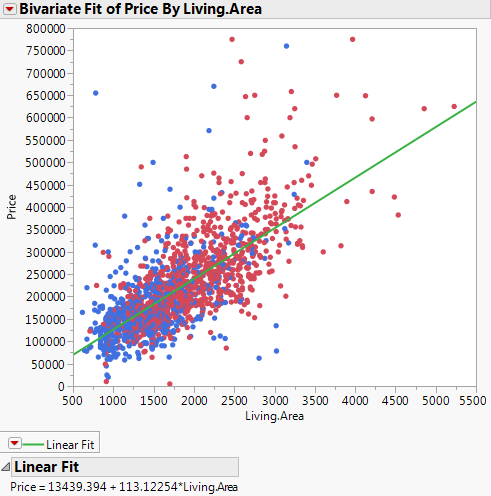 Bivariate Fit of Price By Living.Area
800000
750000
700000
650000
600000
550000
500000
450000
400000
350000
300000
250000
200000
150000
100000
50000
0
Price
500 1000 1500 2000 2500 3000 3500 4000 4500 5000 5500
Living.Area
Linear Fit
Linear Fit
Price = 13439.394 + 113.12254*Living.Area